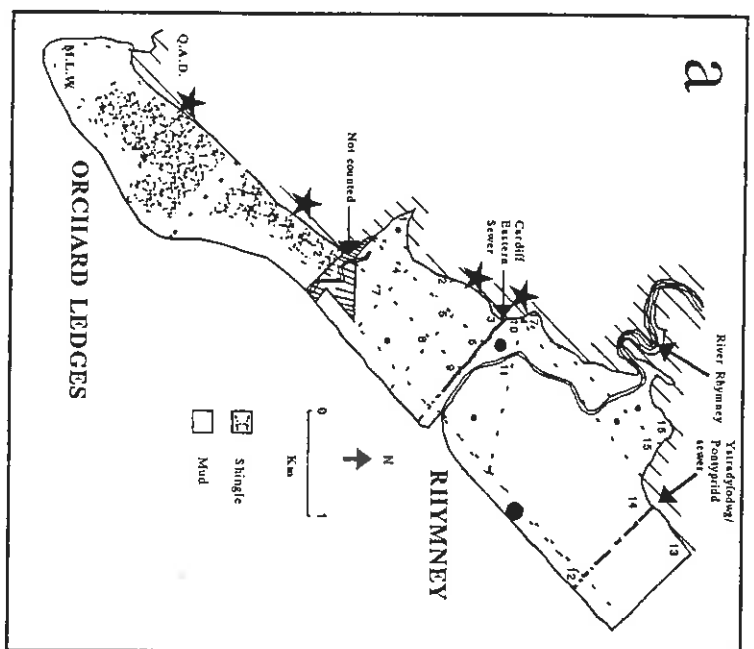 a
Q.A.D.
M.L.W
ORCHARD LEDGES
Not counted
Cardiff
Eastern
Sewer
River Rhymney
Ystradyfodwg/
Pontypridd
sewer
RHYMNEY
N
0
1
Km
Shingle
Mud
2
3
4
5
6
7
8
9
10
11
12
13
14
15
16